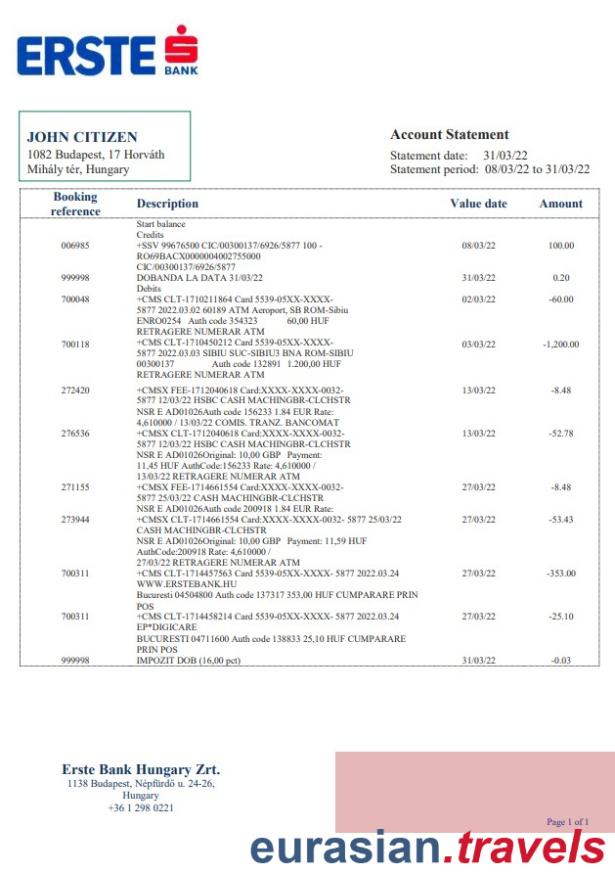 ERSTE
BANK
JOHN CITIZEN
1082 Budapest, 17 Horváth
Mihály tér, Hungary
Account Statement
Statement date: 31/03/22
Statement period: 08/03/22 to 31/03/22
Booking reference Description Value date Amount
Start balance
Credits
006985 +SSV 99676500 CIC/00300137/6926/5877 100 - 08/03/22 100.00
RO69BACX0000004002755000
CIC/00300137/6926/5877
999998 DOBANDA LA DATA 31/03/22 31/03/22 0.20
Debits
700048 +CMS CLT-1710211864 Card 5539-05XX-XXXX- 02/03/22 -60.00
5877 2022.03.02 60189 ATM Aeroport, SB ROM-Sibiu
ENRO0254 Auth code 354323 60,00 HUF
RETRAGERE NUMERAR ATM
700118 +CMS CLT-1710450212 Card 5539-05XX-XXXX- 03/03/22 -1,200.00
5877 2022.03.03 SIBIU SUC-SIBIU3 BNA ROM-SIBIU
00300137 Auth code 132891 1.200,00 HUF
RETRAGERE NUMERAR ATM
272420 +CMSX FEE-1712040618 Card:XXXX-XXXX-0032- 13/03/22 -8.48
5877 12/03/22 HSBC CASH MACHINGBR-CLCHSTR
NSR E AD01026Auth code 156233 1.84 EUR Rate:
4,610000 / 13/03/22 COMIS. TRANZ. BANCOMAT
276536 +CMSX CLT-1712040618 Card:XXXX-XXXX-0032- 13/03/22 -52.78
5877 12/03/22 HSBC CASH MACHINGBR-CLCHSTR
NSR E AD01026Original: 10,00 GBP Payment:
11,45 HUF AuthCode:156233 Rate: 4,610000 /
13/03/22 RETRAGERE NUMERAR ATM
271155 +CMSX FEE-1714661554 Card:XXXX-XXXX-0032- 27/03/22 -8.48
5877 25/03/22 CASH MACHINGBR-CLCHSTR
NSR E AD01026Auth code 200918 1.84 EUR Rate:
273944 +CMSX CLT-1714661554 Card:XXXX-XXXX-0032- 5877 25/03/22 27/03/22 -53.43
CASH MACHINGBR-CLCHSTR
NSR E AD01026Original: 10,00 GBP Payment: 11,59 HUF
AuthCode:200918 Rate: 4,610000 /
27/03/22 RETRAGERE NUMERAR ATM
700311 +CMS CLT-1714457563 Card 5539-05XX-XXXX- 5877 2022.03.24 27/03/22 -353.00
WWW.ERSTEBANK.HU
Bucuresti 04504800 Auth code 137317 353,00 HUF CUMPARARE PRIN
POS
700311 +CMS CLT-1714458214 Card 5539-05XX-XXXX- 5877 2022.03.24 27/03/22 -25.10
EP*DIGICARE
BUCURESTI 04711600 Auth code 138833 25,10 HUF CUMPARARE
PRIN POS
999998 IMPOZIT DOB (16,00 pct) 31/03/22 -0.03
Erste Bank Hungary Zrt.
1138 Budapest, Népfürdő u. 24-26,
Hungary
+36 1 298 0221
Page 1 of 1
eurasian.travels